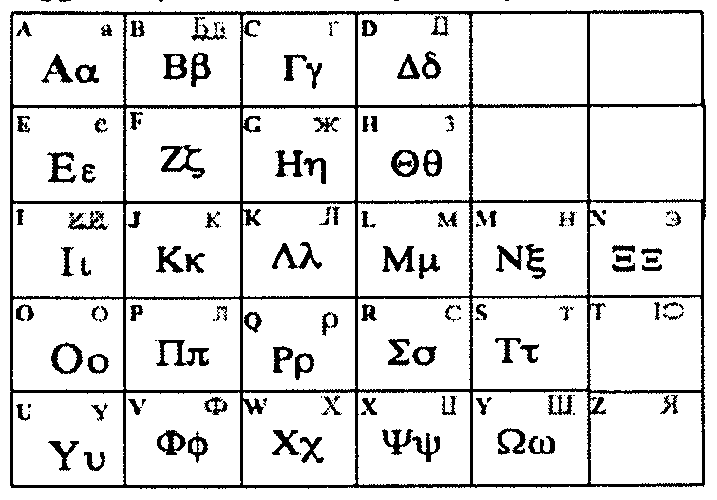 A а B Бв C Г D Д
Αα Ββ Γγ Δδ
E е F G Ж H З
Εε Ζζ Ηη Θθ
I ИЙ J К K Л L М M Н N Э
Ιι Κκ Λλ Μμ Νξ ΞΞ
O О P П Q ρ R С S Т T Ю
Οο Ππ Ρρ Σσ Ττ
U У V Ф W Х X Ц Y Ш Z Я
Υυ Φφ Χχ Ψψ Ωω